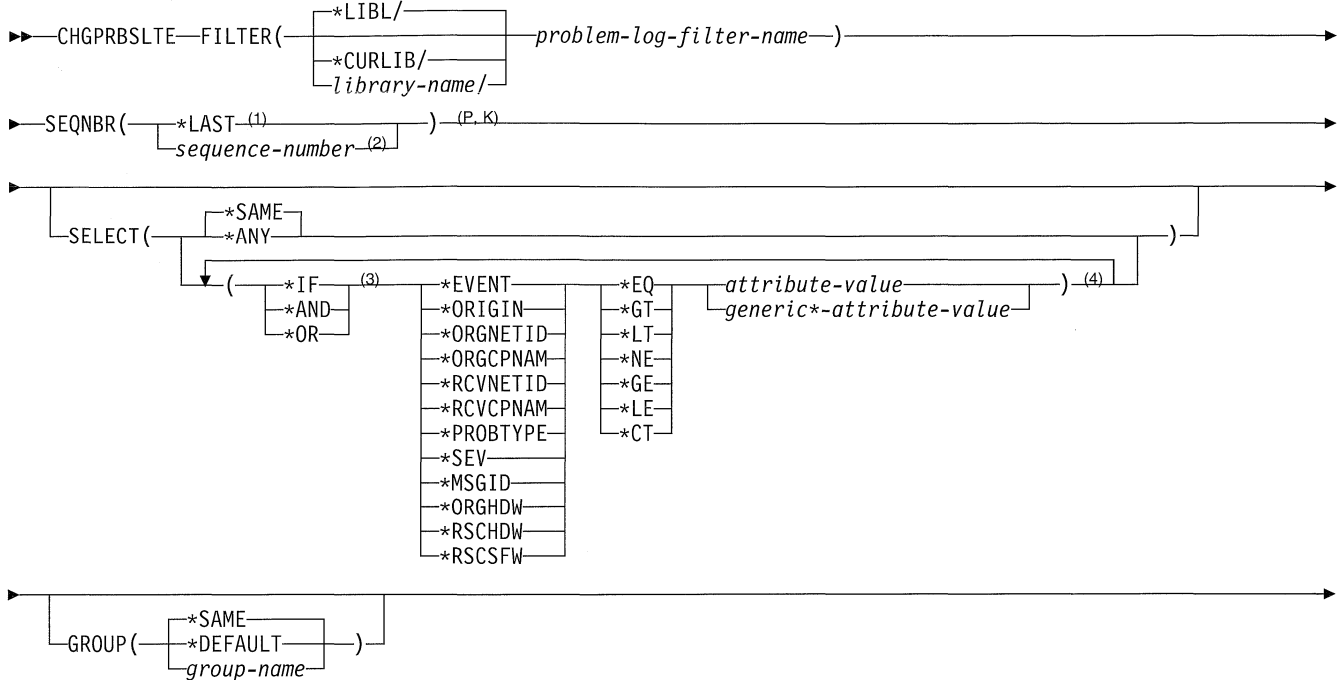 *LIBL/
CHGPRBSLTE FILTER( problem-log-filter-name )
*CURLIB/
library-name/
SEQNBR( *LAST (1) ) (P, K)
sequence-number (2)
*SAME
SELECT( *ANY )
( *IF (3) *EVENT *EQ attribute-value ) (4)
*AND *ORIGIN *GT generic*-attribute-value
*OR *ORGNETID *LT
*ORGCPNAM *NE
*RCVNETID *GE
*RCVCPNAM *LE
*PROBTYPE *CT
*SEV
*MSGID
*ORGHDW
*RSCHDW
*RSCSFW
*SAME
GROUP( *DEFAULT )
group-name